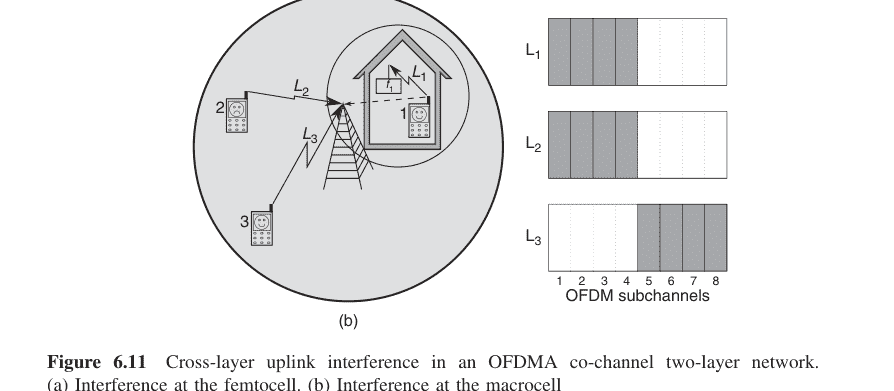 L1
L2
L1
f1
2
1
L2
L3
3
L3
1 2 3 4 5 6 7 8
OFDM subchannels
(b)
Figure 6.11 Cross-layer uplink interference in an OFDMA co-channel two-layer network.
(a) Interference at the femtocell. (b) Interference at the macrocell